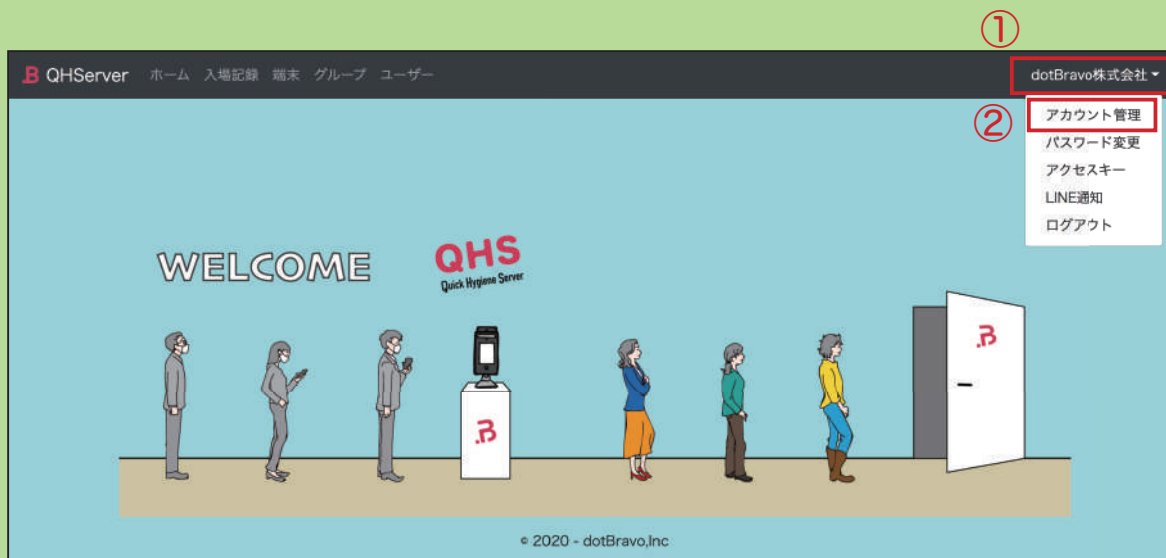 ①
.B QHServer ホーム 入場記録 端末 グループ ユーザー dotBravo株式会社
② アカウント管理
パスワード変更
アクセスキー
LINE通知
ログアウト
WELCOME
QHS
Quick Hygiene Server
.B
.B
© 2020 - dotBravo,Inc